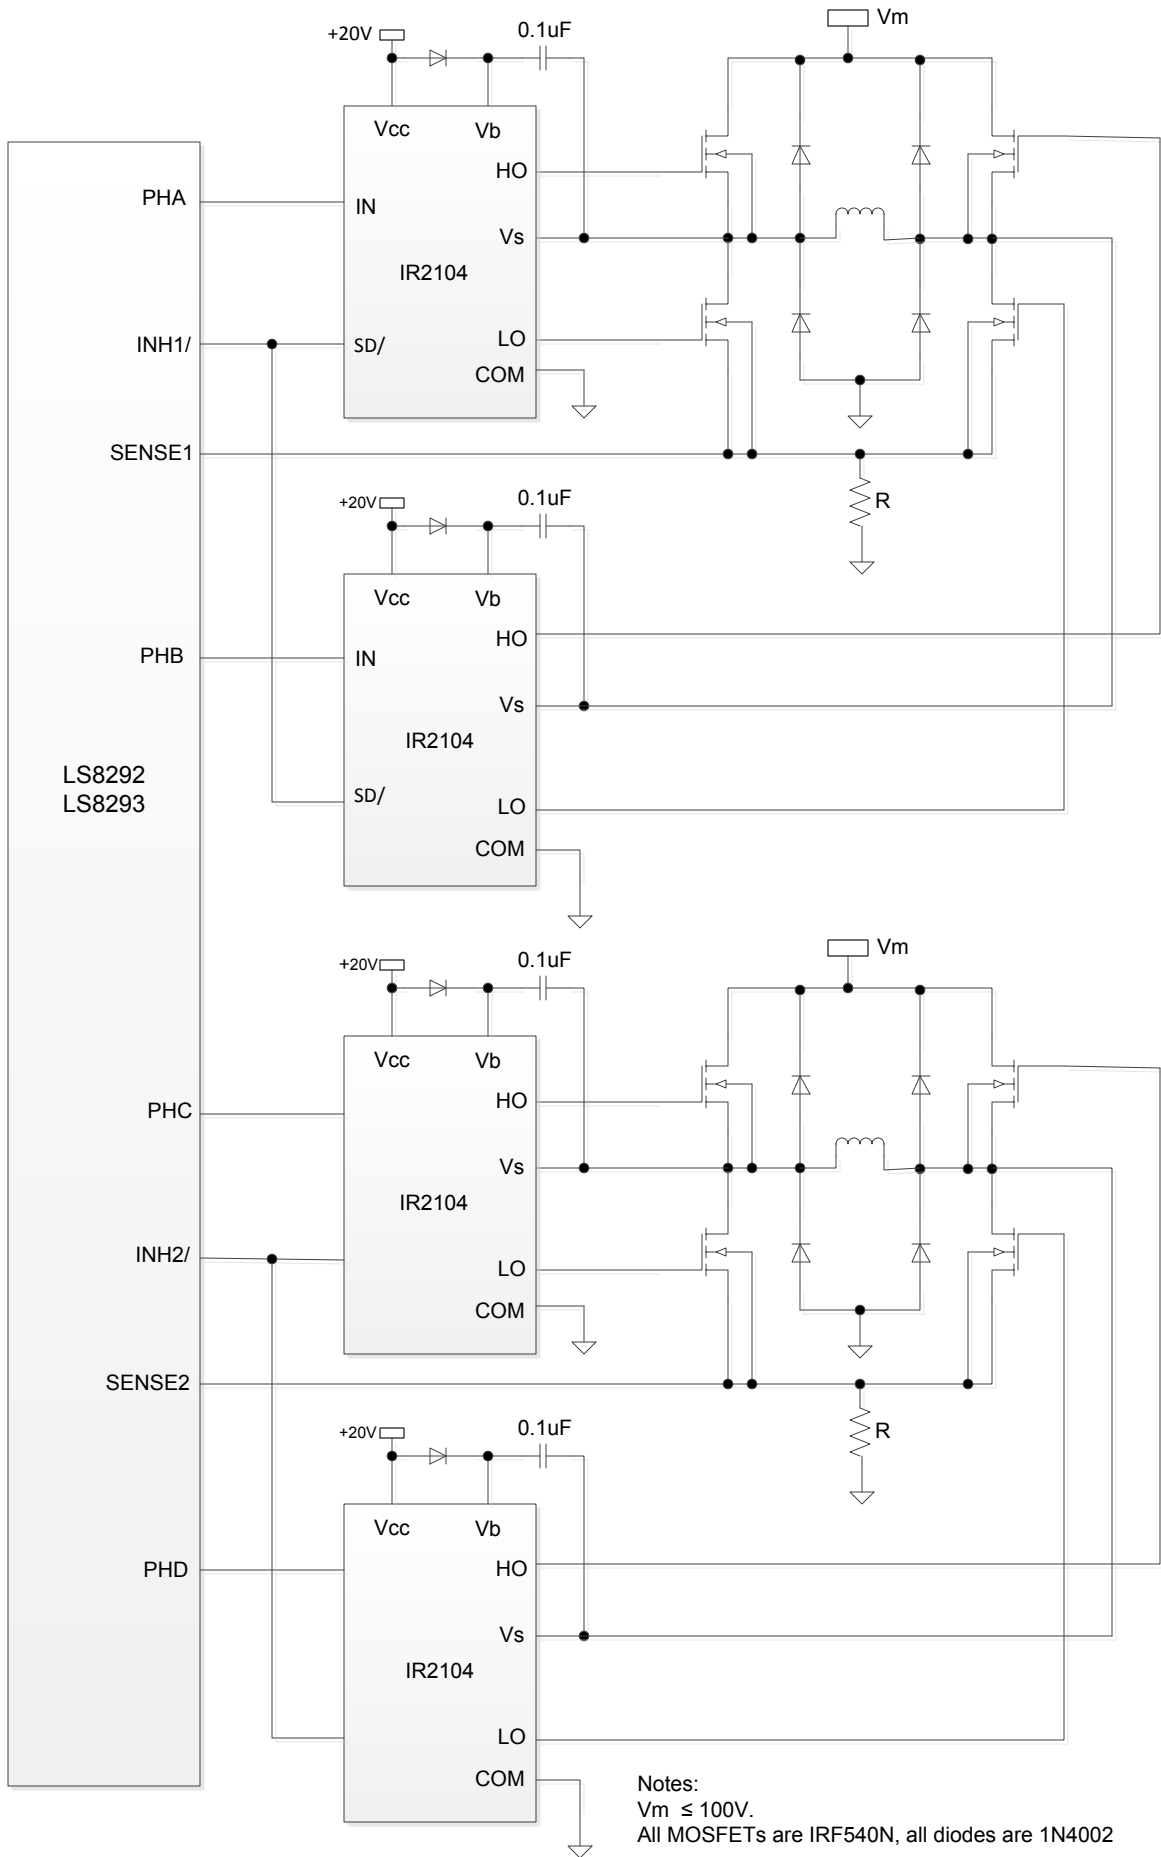 +20V
0.1uF
Vm
Vcc
Vb
HO
PHA
IN
Vs
IR2104
INH1/
SD/
LO
COM
SENSE1
+20V
0.1uF
R
Vcc
Vb
HO
PHB
IN
Vs
IR2104
LS8292
LS8293
SD/
LO
COM
+20V
0.1uF
Vm
Vcc
Vb
HO
PHC
Vs
IR2104
INH2/
LO
COM
SENSE2
+20V
0.1uF
R
Vcc
Vb
HO
PHD
Vs
IR2104
LO
COM
Notes:
Vm ≤ 100V.
All MOSFETs are IRF540N, all diodes are 1N4002